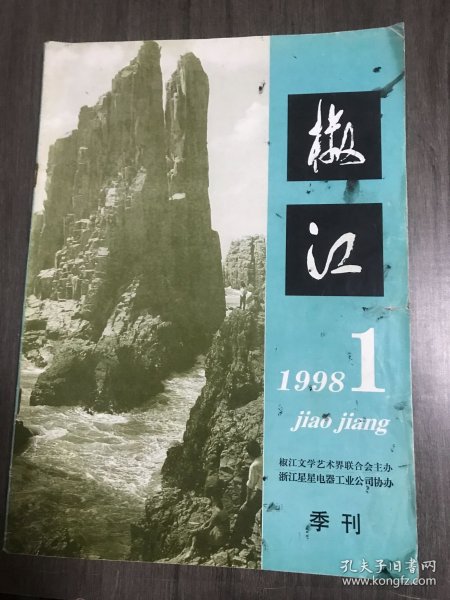 椒
江
1998 1
jiao jiang
椒江文学艺术界联合会主办
浙江星星电器工业公司协办
季刊
孔夫子旧书网
www.kongfz.com